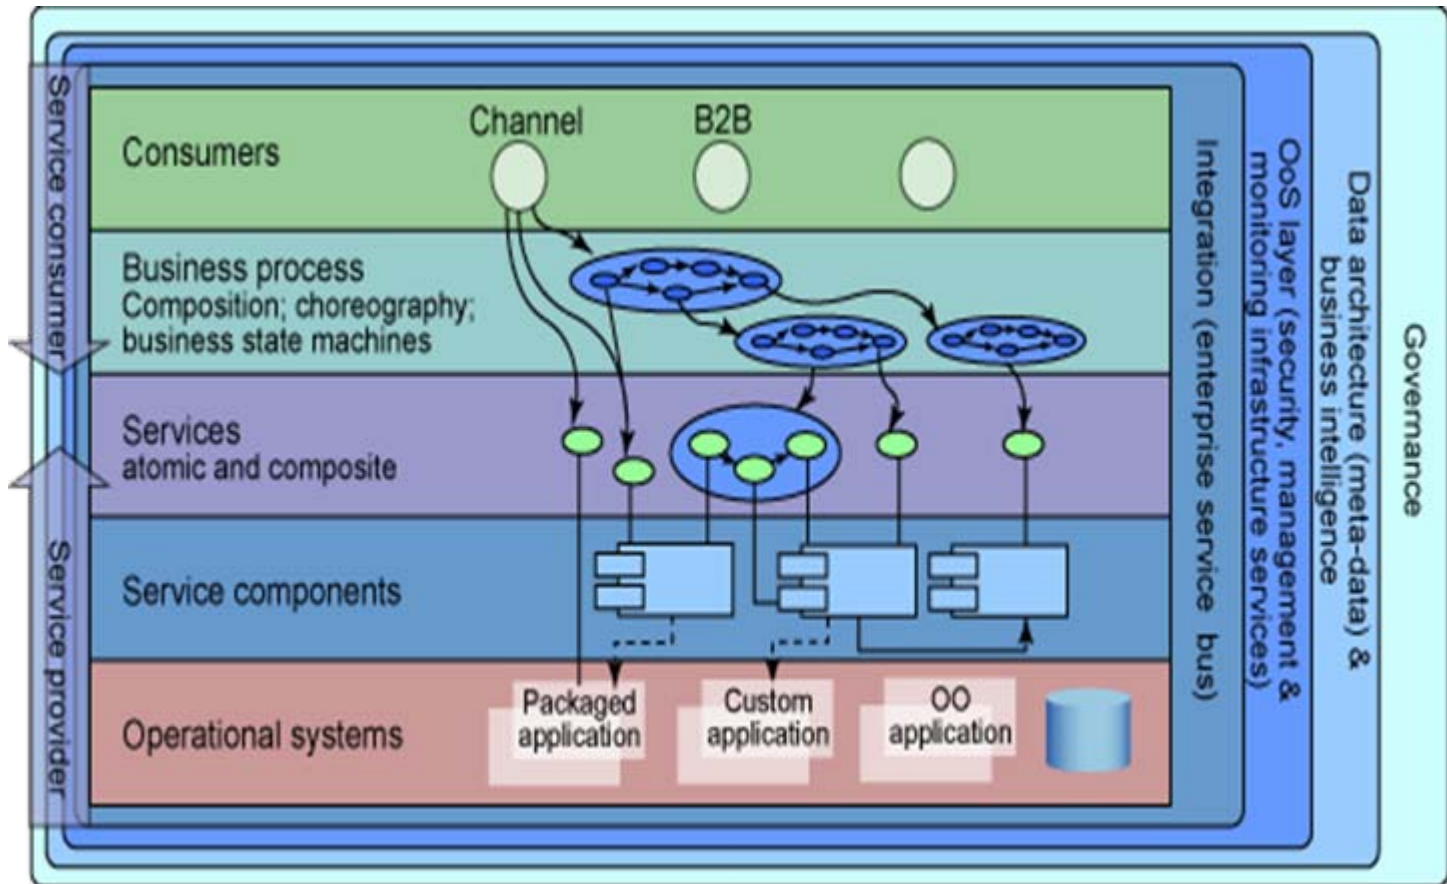 Service consumer
Service provider
Channel
B2B
Consumers
Business process
Composition; choreography;
business state machines
Services
atomic and composite
Service components
Operational systems
Packaged
application
Custom
application
OO
application
Integration (enterprise service bus)
OoS layer (security, management &
monitoring infrastructure services)
Data architecture (meta-data) &
business intelligence
Governance